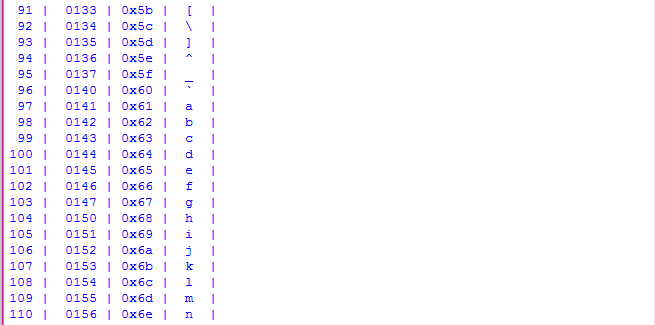 91 | 0133 | 0x5b | [ |
92 | 0134 | 0x5c | \ |
93 | 0135 | 0x5d | ] |
94 | 0136 | 0x5e | ^ |
95 | 0137 | 0x5f | _ |
96 | 0140 | 0x60 | ` |
97 | 0141 | 0x61 | a |
98 | 0142 | 0x62 | b |
99 | 0143 | 0x63 | c |
100 | 0144 | 0x64 | d |
101 | 0145 | 0x65 | e |
102 | 0146 | 0x66 | f |
103 | 0147 | 0x67 | g |
104 | 0150 | 0x68 | h |
105 | 0151 | 0x69 | i |
106 | 0152 | 0x6a | j |
107 | 0153 | 0x6b | k |
108 | 0154 | 0x6c | l |
109 | 0155 | 0x6d | m |
110 | 0156 | 0x6e | n |